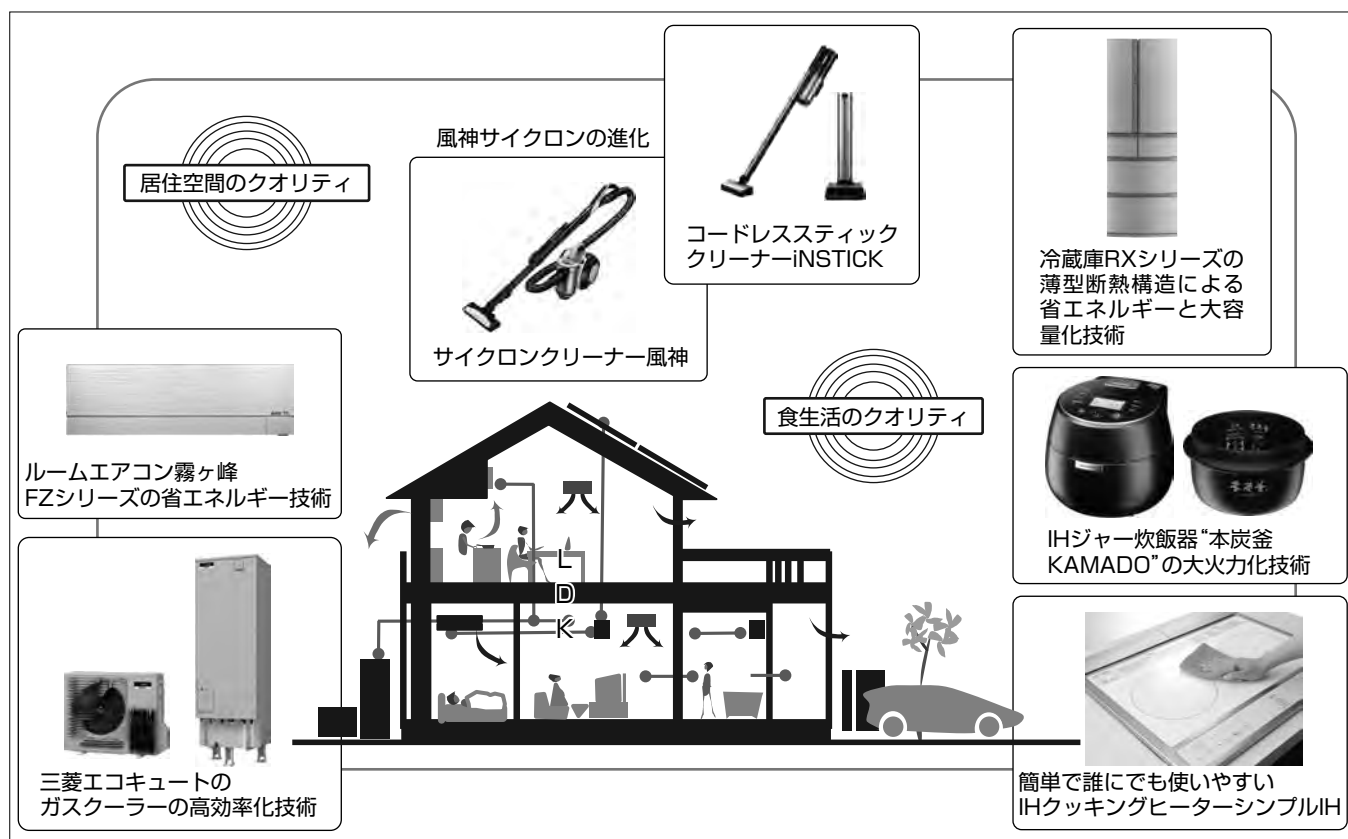 居住空間のクオリティ
風神サイクロンの進化
サイクロンクリーナー風神
コードレススティック
クリーナーiNSTICK
冷蔵庫RXシリーズの
薄型断熱構造による
省エネルギーと大容
量化技術
ルームエアコン霧ヶ峰
FZシリーズの省エネルギー技術
食生活のクオリティ
IHジャー炊飯器“本炭釜
KAMADO”の大火力化技術
L
D
K
三菱エコキュートの
ガスクーラーの高効率化技術
簡単で誰にでも使いやすい
IHクッキングヒーターシンプルIH